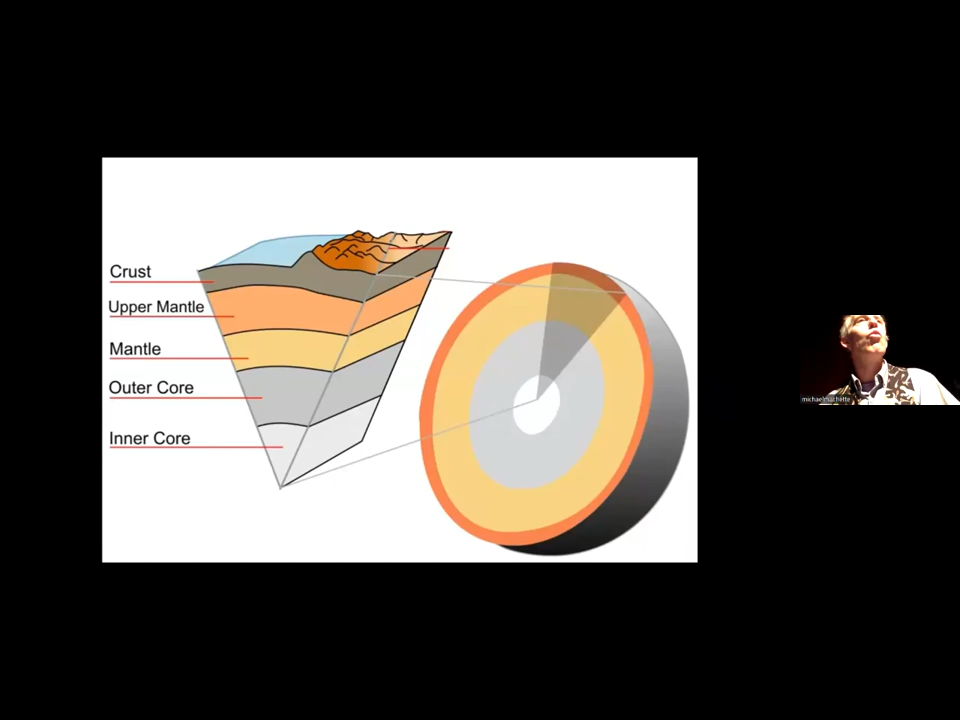 Crust
Upper Mantle
Mantle
Outer Core
Inner Core